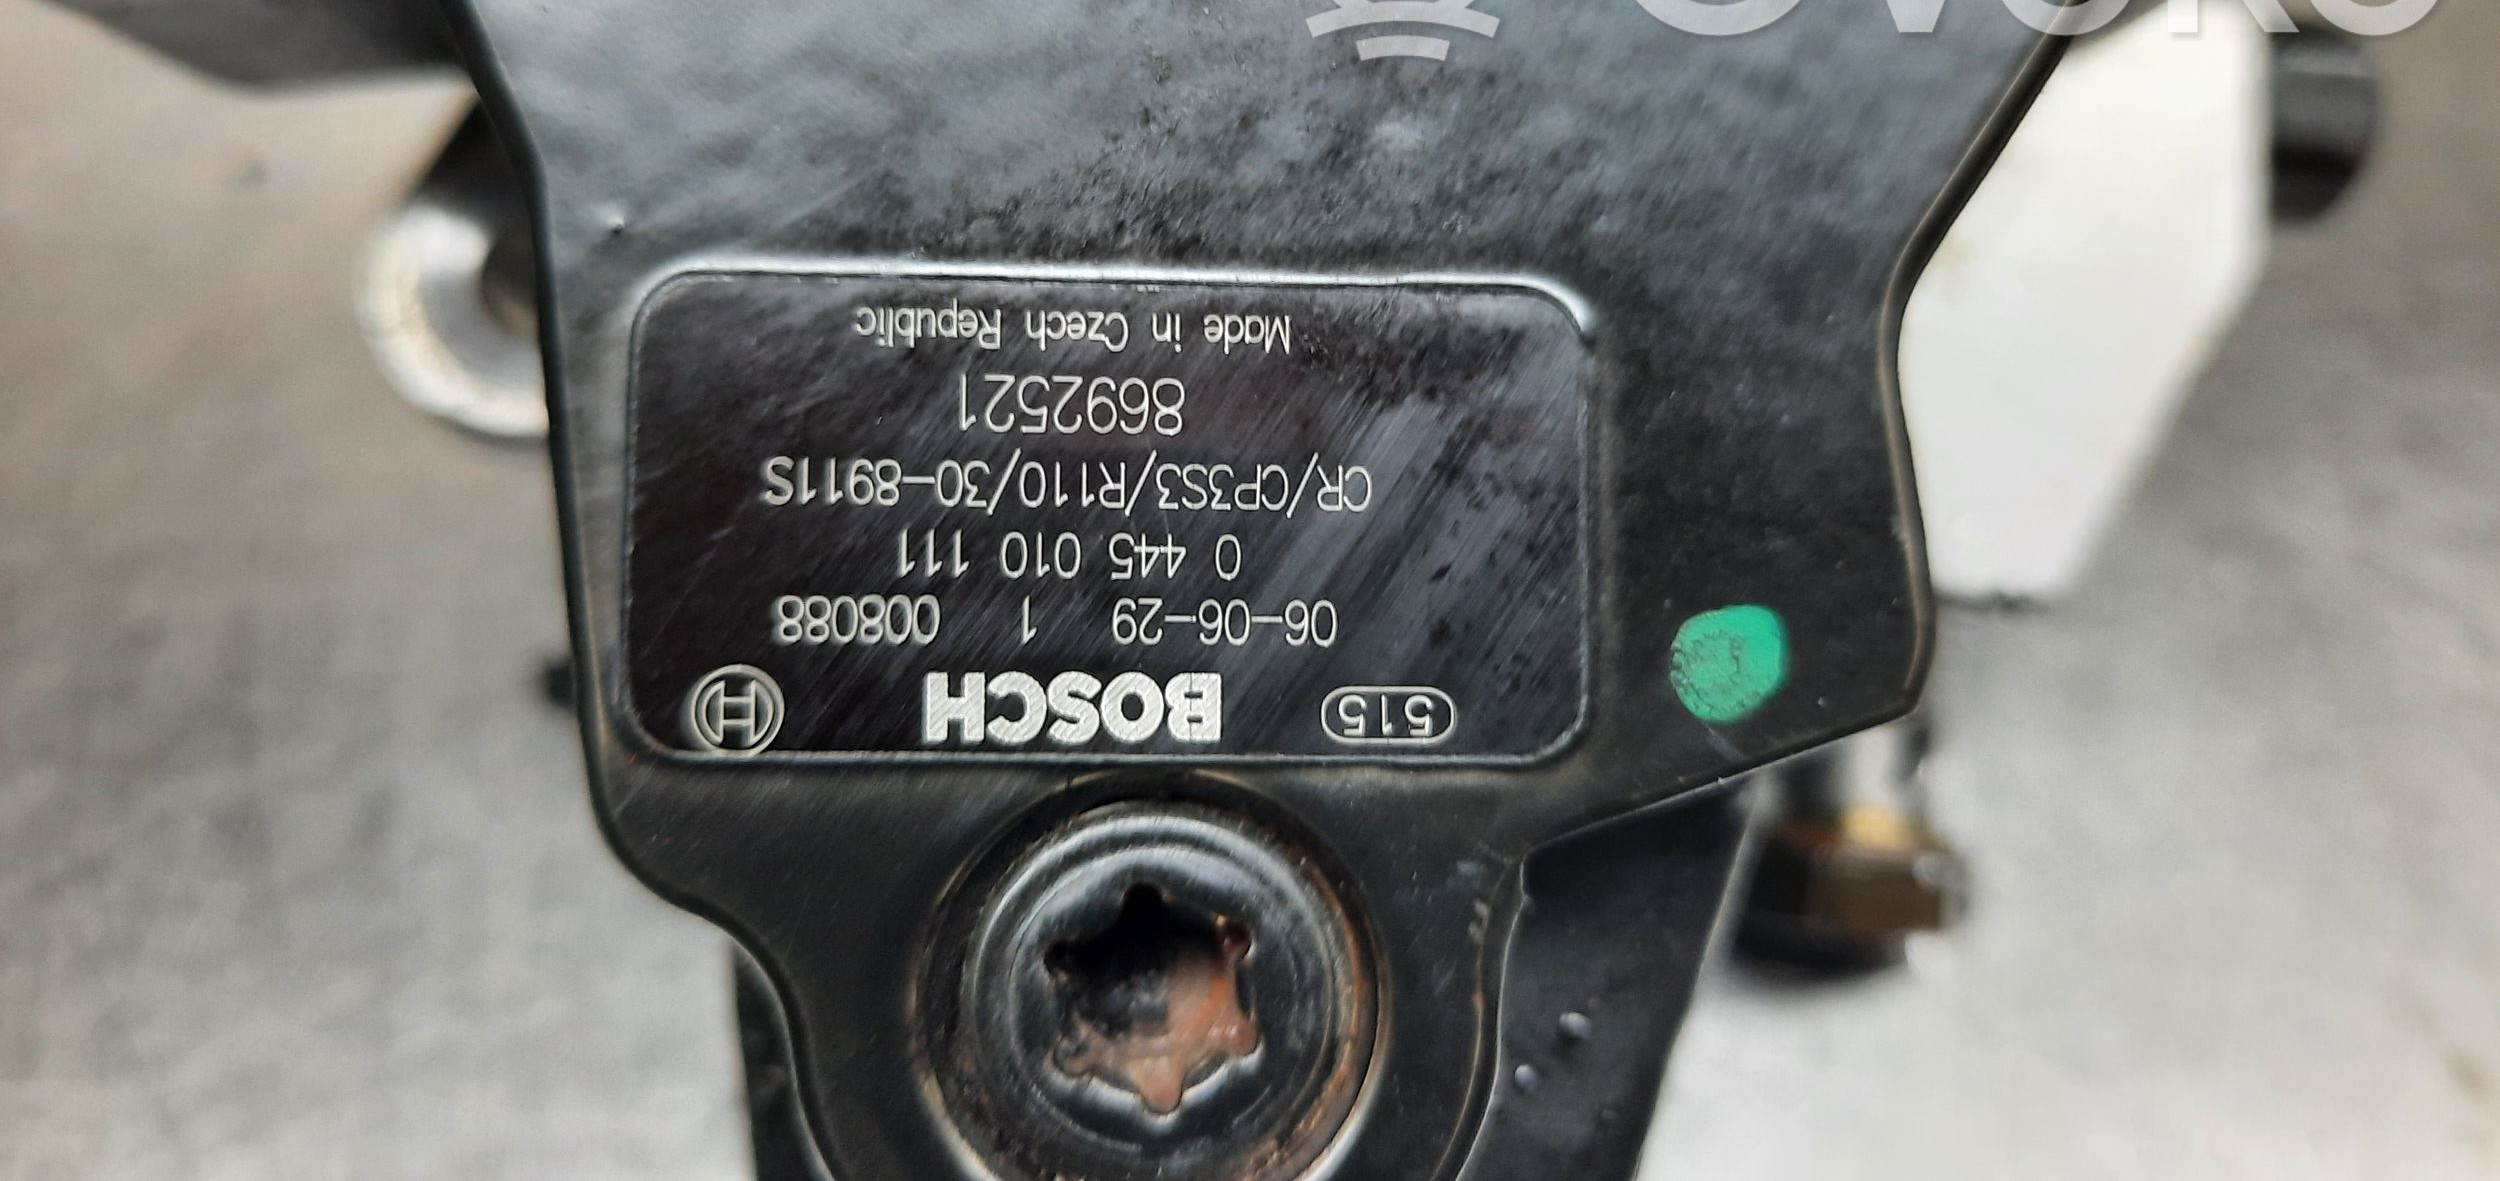 515 BOSCH
06-06-29 1 008088
0 445 010 111
CR/CP3S3/R110/30-8911S
8692521
Made in Czech Republic